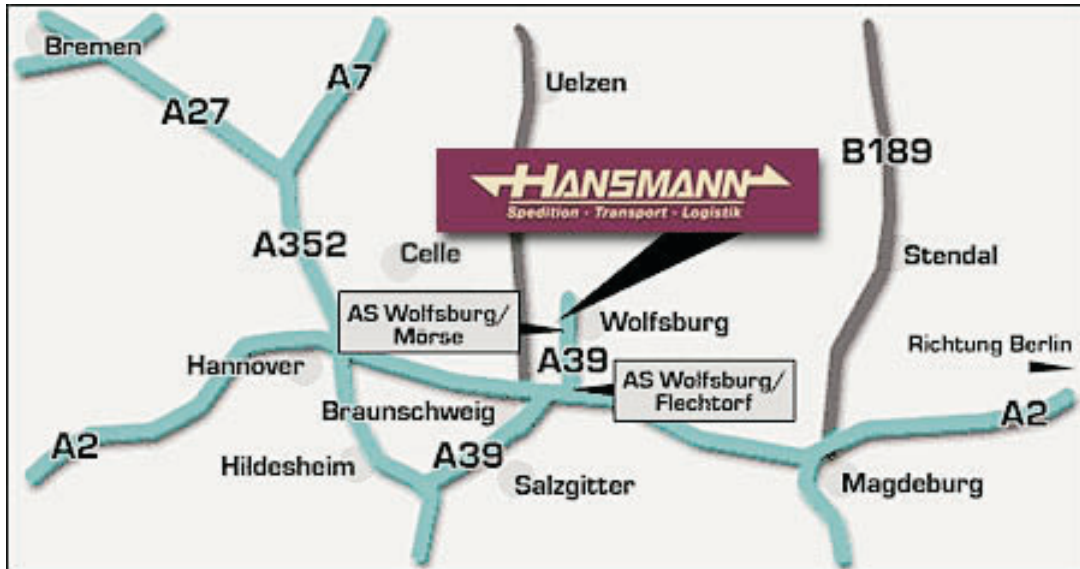 Bremen
A7
Uelzen
A27
B189
HANSMANN
Spedition - Transport - Logistik
A352
Celle
Stendal
AS Wolfsburg/
Mörse
Wolfsburg
Richtung Berlin
Hannover
A39
AS Wolfsburg/
Flechtorf
Braunschweig
A2
A2
Hildesheim
A39
Salzgitter
Magdeburg